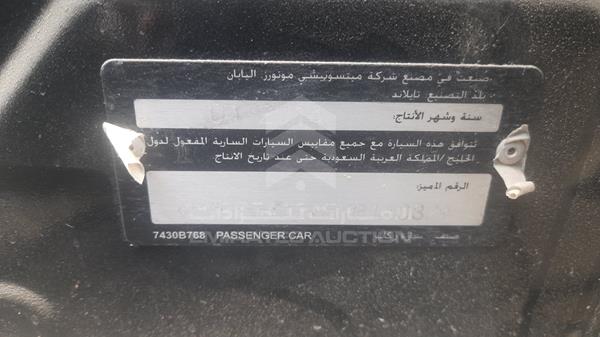 صنعت في مصنع شركة ميتسوبيشي موتورز اليابان
بلد التصنيع تايلاند
سنة وشهر الأنتاج:
تتوافق هذه السيارة مع جميع مقاييس السيارات السارية المفعول لدول
الخليج/المملكة العربية السعودية حتى عند تاريخ الانتاج
الرقم المميز:
7430B768 PASSENGER CAR
EMIRATES AUCTION